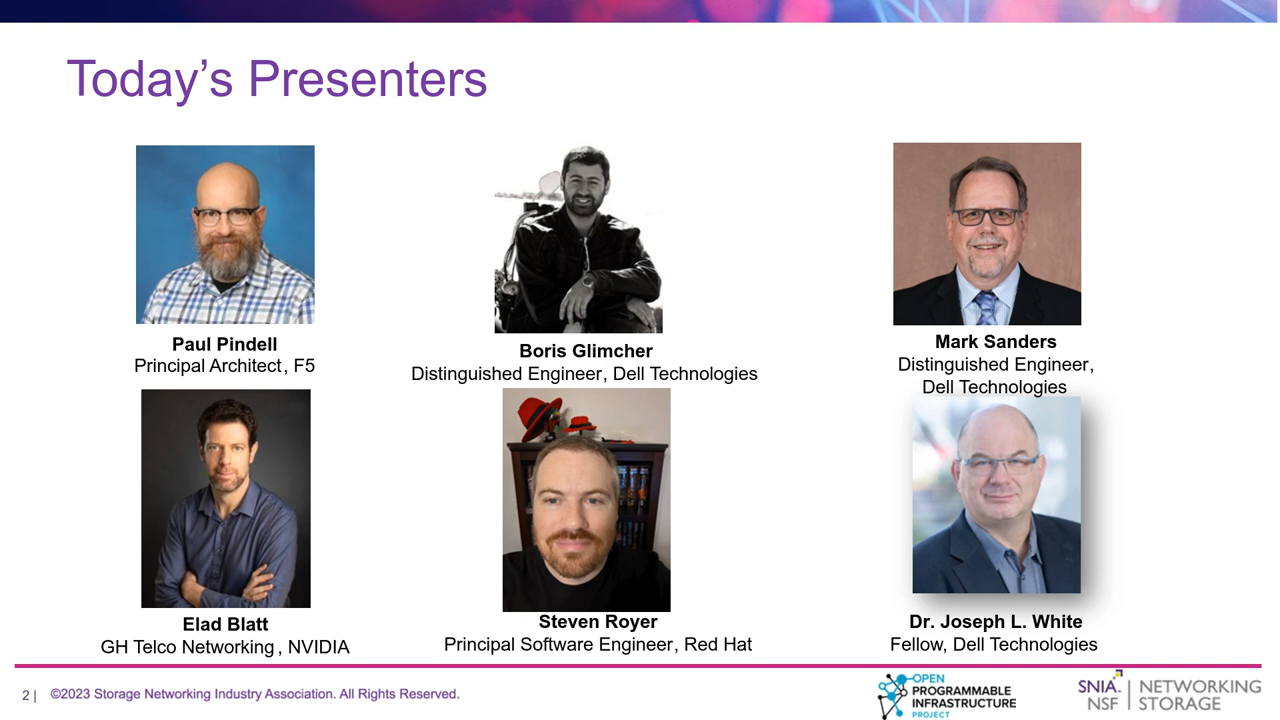 Today's Presenters
Paul Pindell
Principal Architect, F5
Boris Glimcher
Distinguished Engineer, Dell Technologies
Mark Sanders
Distinguished Engineer,
Dell Technologies
Elad Blatt
GH Telco Networking, NVIDIA
Steven Royer
Principal Software Engineer, Red Hat
Dr. Joseph L. White
Fellow, Dell Technologies
2 | ©2023 Storage Networking Industry Association. All Rights Reserved.
OPEN
PROGRAMMABLE
INFRASTRUCTURE
PROJECT
SNIA. | NETWORKING
NSF | STORAGE